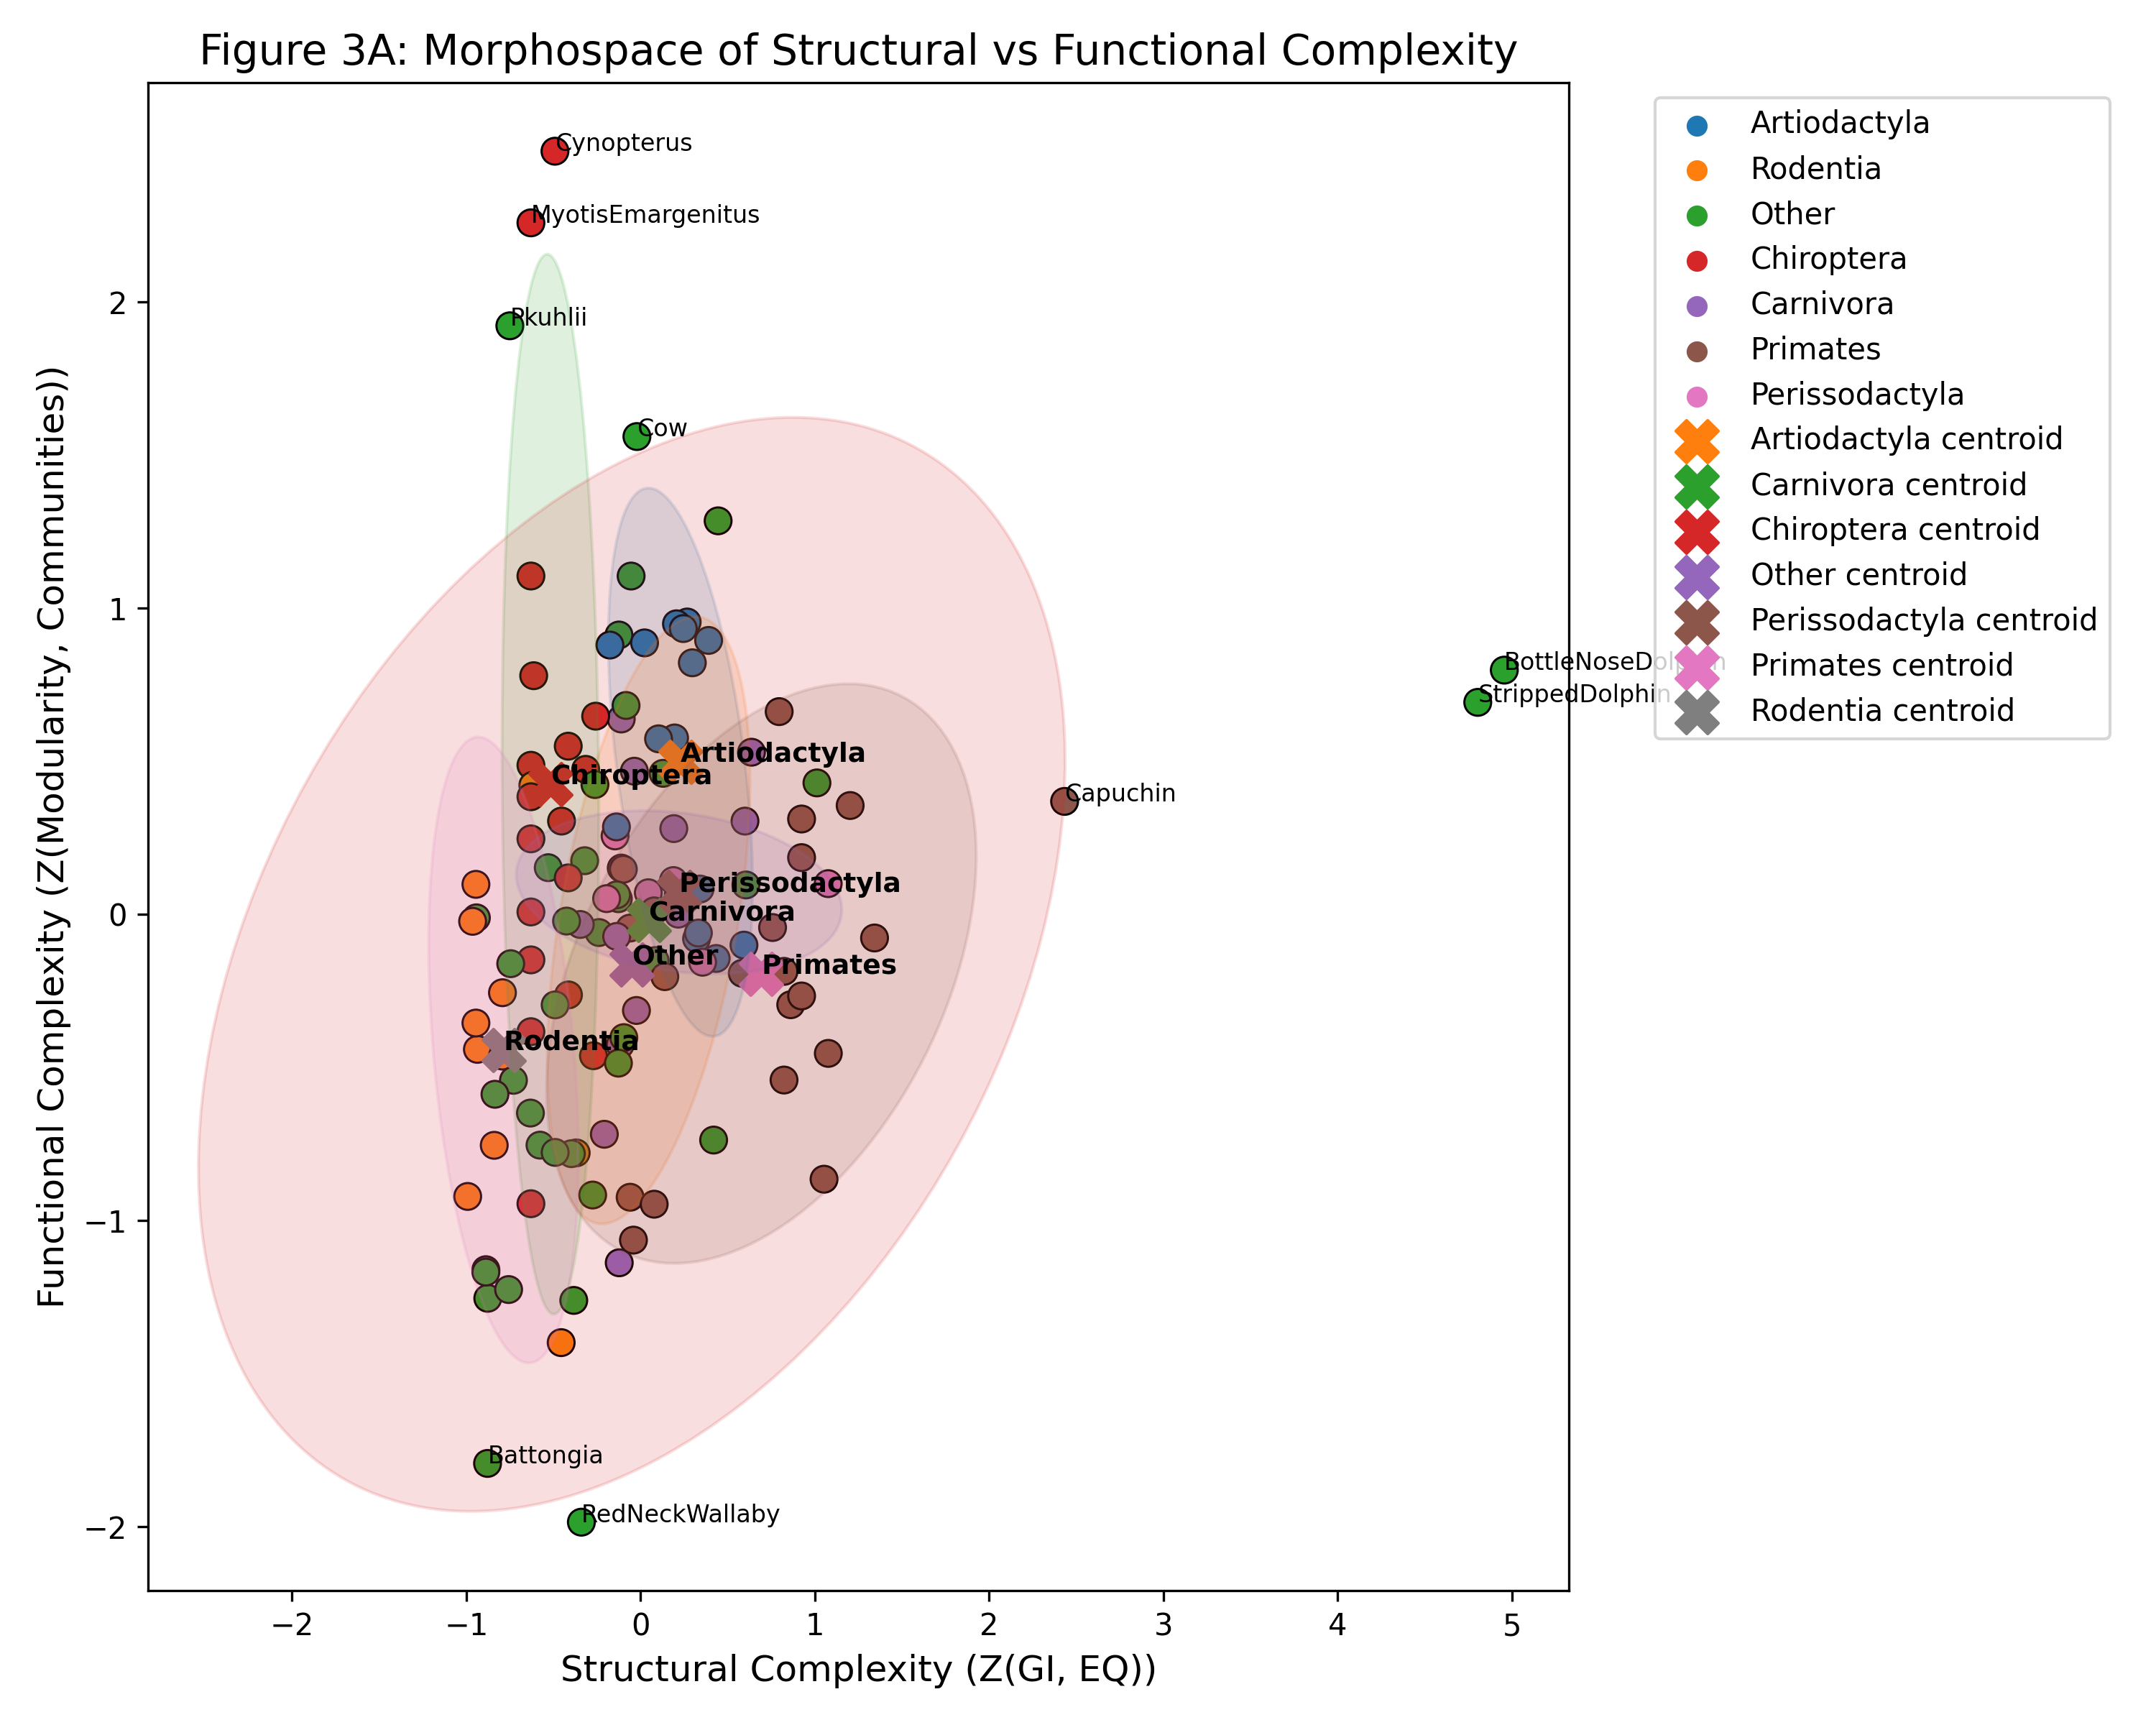 Figure 3A: Morphospace of Structural vs Functional Complexity
Functional Complexity (Z(Modularity, Communities))
2
1
0
−1
−2
Cynopterus
MyotisEmargenitus
Pkuhlii
Cow
BottleNoseDolphin
StrippedDolphin
Capuchin
Artiodactyla
Chiroptera
Perissodactyla
Carnivora
Other
Primates
Rodentia
Battongia
RedNeckWallaby
−2
−1
0
1
2
3
4
5
Structural Complexity (Z(GI, EQ))
Artiodactyla
Rodentia
Other
Chiroptera
Carnivora
Primates
Perissodactyla
Artiodactyla centroid
Carnivora centroid
Chiroptera centroid
Other centroid
Perissodactyla centroid
Primates centroid
Rodentia centroid